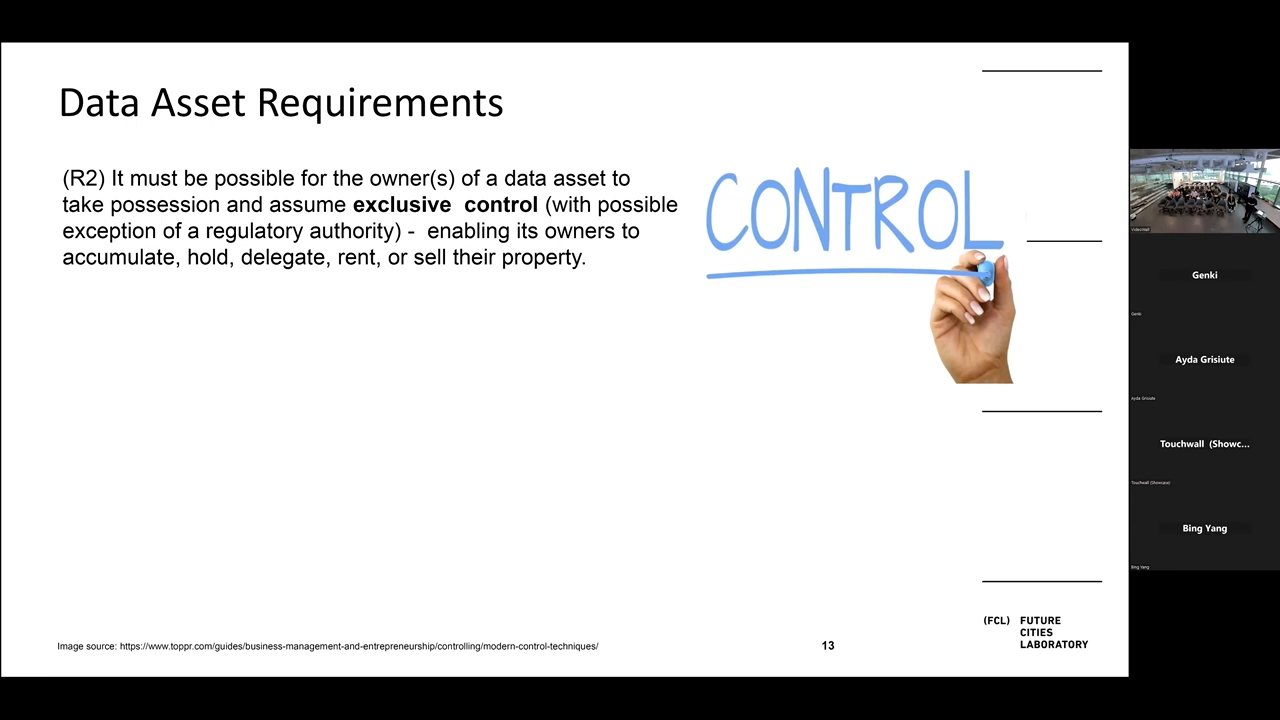 Data Asset Requirements
(R2) It must be possible for the owner(s) of a data asset to
take possession and assume exclusive control (with possible
exception of a regulatory authority) - enabling its owners to
accumulate, hold, delegate, rent, or sell their property.
CONTROL
Image source: https://www.toppr.com/guides/business-management-and-entrepreneurship/controlling/modern-control-techniques/
13
(FCL) FUTURE
CITIES
LABORATORY
Genki
Genki
Ayda Grisiute
Ayda Grisiute
Touchwall (Showc...
Touchwall (Showcase)
Bing Yang
Bing Yang